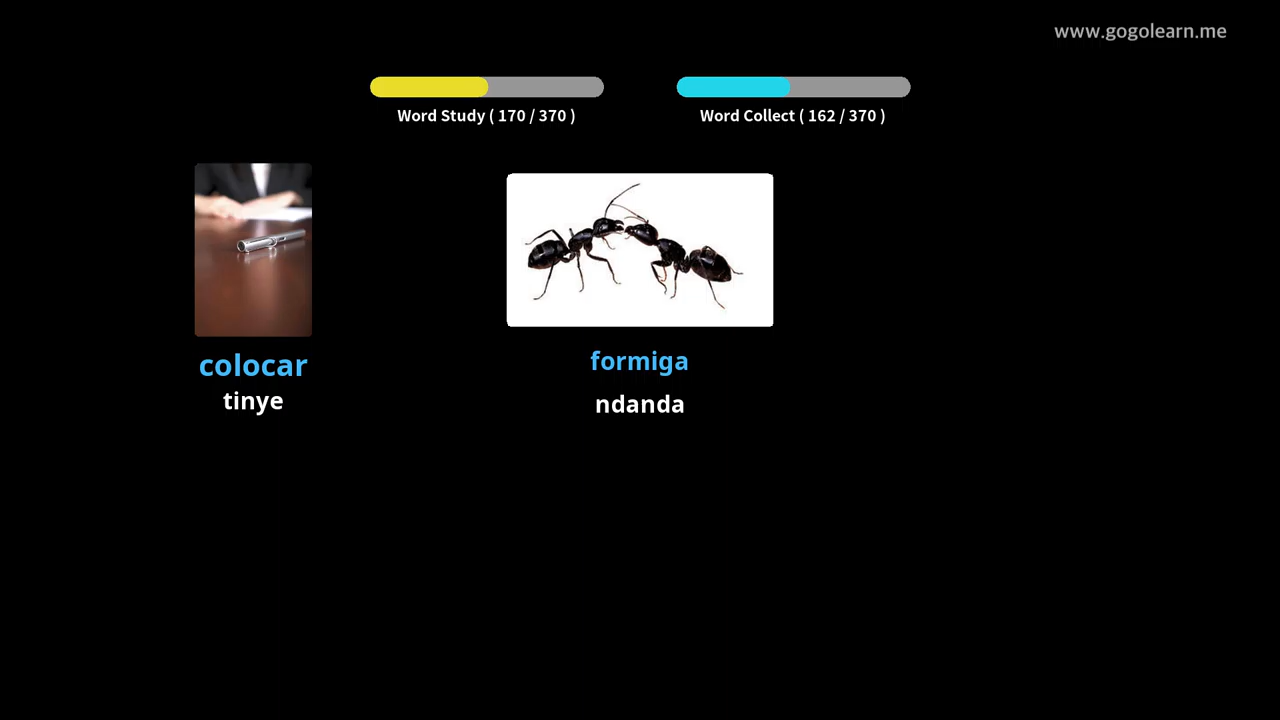 www.gogolearn.me
Word Study ( 170 / 370 )
Word Collect ( 162 / 370 )
colocar
tinye
formiga
ndanda